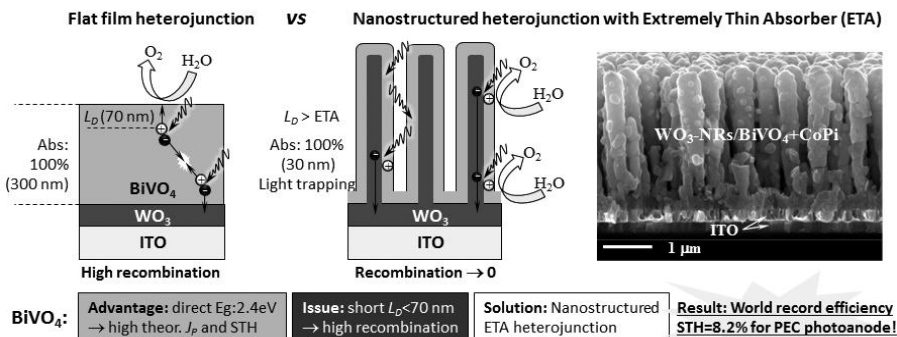 Flat film heterojunction vs Nanostructured heterojunction with Extremely Thin Absorber (ETA)
O2
H2O
LD (70 nm)
Abs:
100%
(300 nm)
BiVO4
WO3
ITO
High recombination
LD > ETA
Abs: 100%
(30 nm)
Light trapping
O2
H2O
O2
H2O
WO3
ITO
Recombination → 0
WO3-NRs/BiVO4+CoPi
ITO
1 µm
BiVO4:
Advantage: direct Eg:2.4eV
→ high theor. JP and STH
Issue: short LD<70 nm
→ high recombination
Solution: Nanostructured
ETA heterojunction
Result: World record efficiency
STH=8.2% for PEC photoanode!